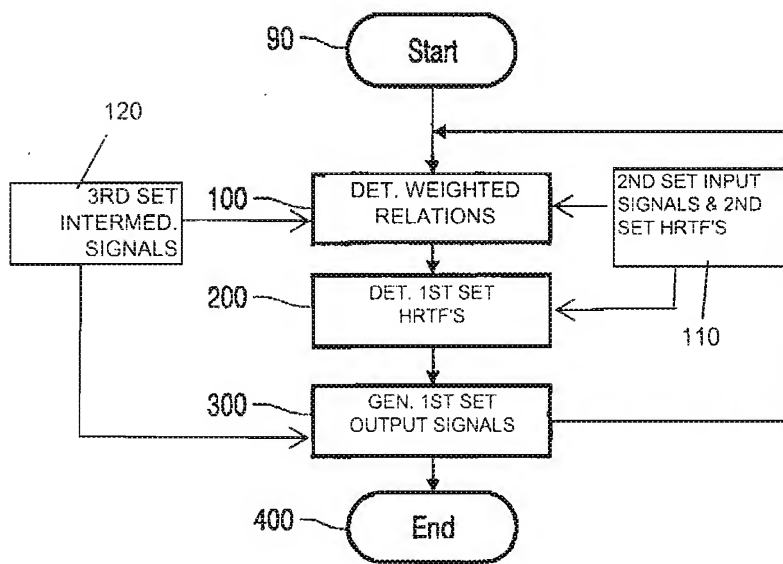 90
Start
120
3RD SET
INTERMED.
SIGNALS
100
DET. WEIGHTED
RELATIONS
2ND SET INPUT
SIGNALS & 2ND
SET HRTF'S
110
200
DET. 1ST SET
HRTF'S
300
GEN. 1ST SET
OUTPUT SIGNALS
400
End